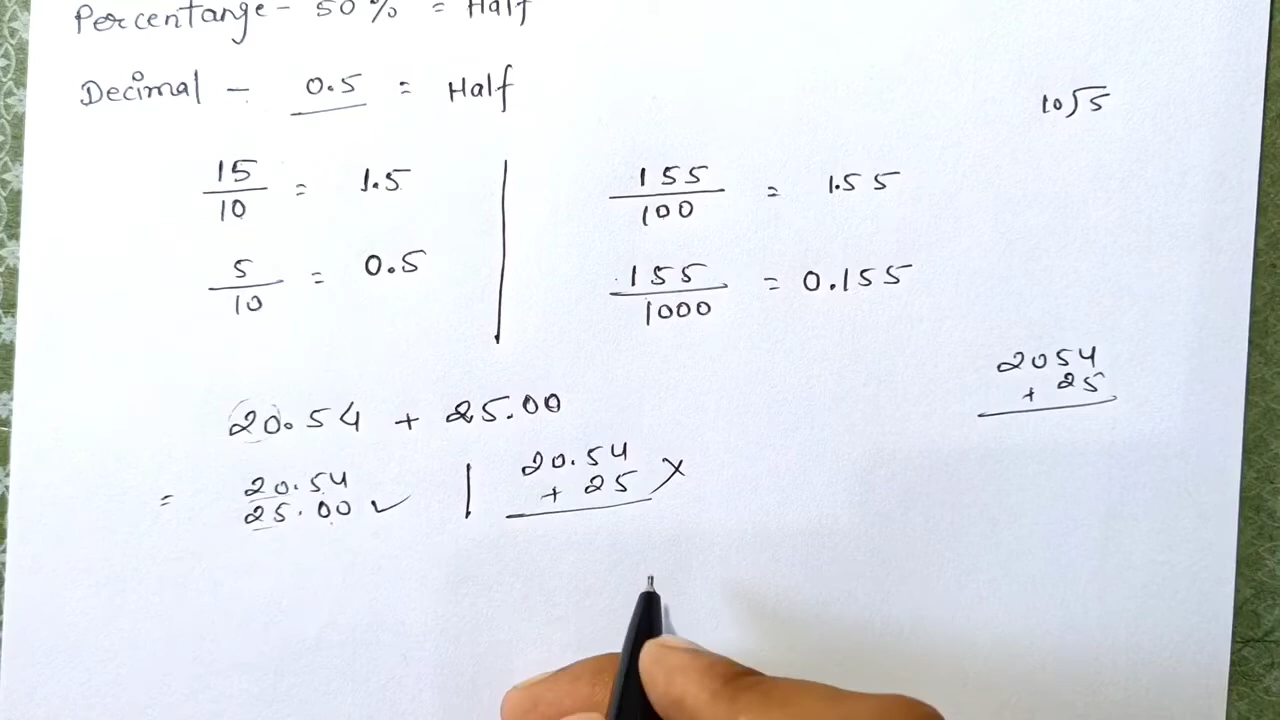 Percentange - 50% = Half
Decimal - 0.5 = Half
10√5
15/10 = 1.5
155/100 = 1.55
5/10 = 0.5
155/1000 = 0.155
2054
+ 25
20.54 + 25.00
= 20.54
25.00 ✓
20.54
+ 25 ×